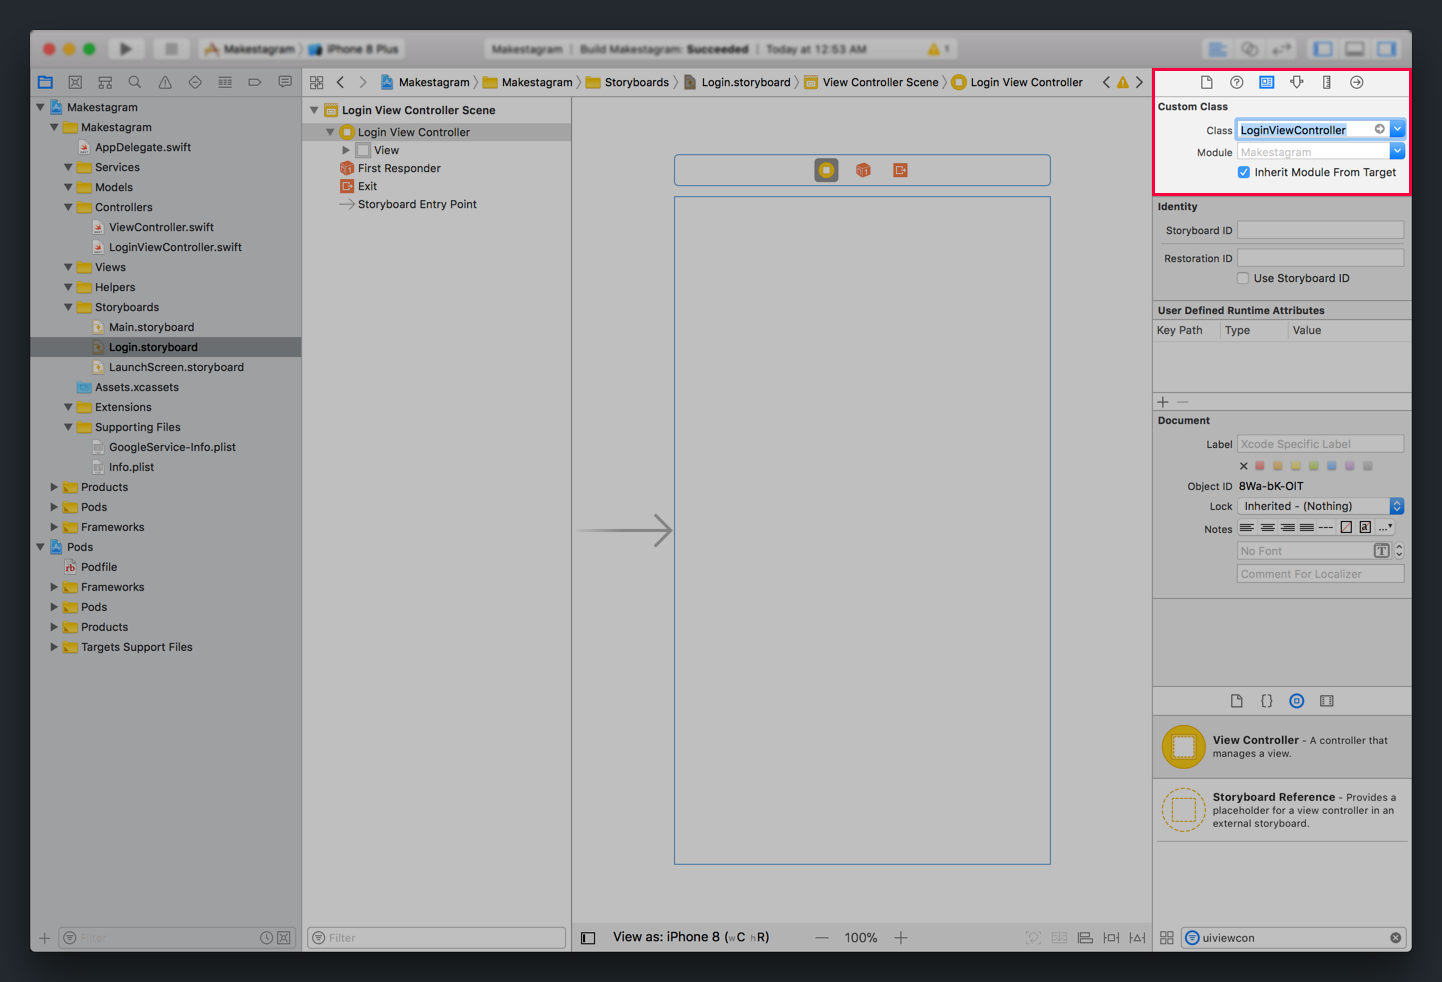 Makestagram
iPhone 8 Plus
Makestagram | Build Makestagram: Succeeded | Today at 12:53 AM
1
Makestagram
Makestagram
Storyboards
Login.storyboard
View Controller Scene
Login View Controller
Makestagram
Makestagram
AppDelegate.swift
Services
Models
Controllers
ViewController.swift
LoginViewController.swift
Views
Helpers
Storyboards
Main.storyboard
Login.storyboard
LaunchScreen.storyboard
Assets.xcassets
Extensions
Supporting Files
GoogleService-Info.plist
Info.plist
Products
Pods
Frameworks
Pods
rb Podfile
Frameworks
Pods
Products
Targets Support Files
Filter
Login View Controller Scene
Login View Controller
View
First Responder
Exit
Storyboard Entry Point
Filter
View as: iPhone 8 (wC hR)
100%
Custom Class
Class LoginViewController
Module Makestagram
Inherit Module From Target
Identity
Storyboard ID
Restoration ID
Use Storyboard ID
User Defined Runtime Attributes
Key Path Type Value
Document
Label Xcode Specific Label
Object ID 8Wa-bK-OIT
Lock Inherited - (Nothing)
Notes
No Font
Comment For Localizer
View Controller - A controller that
manages a view.
Storyboard Reference - Provides a
placeholder for a view controller in an
external storyboard.
uiviewcon